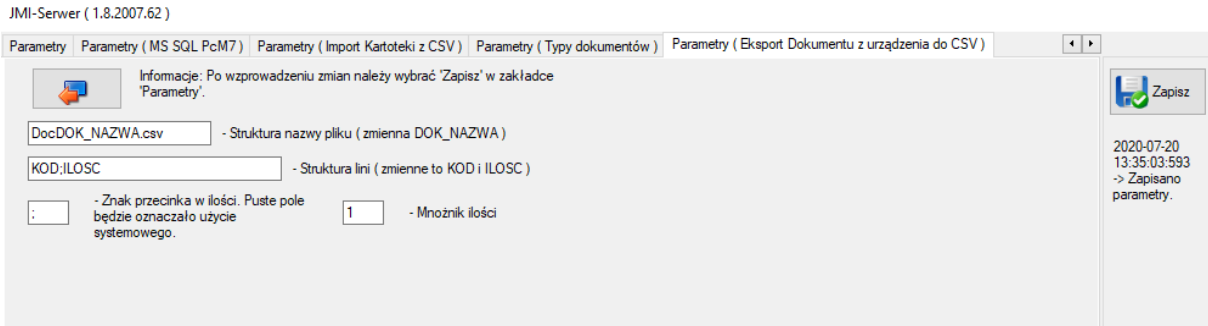 JMI-Serwer ( 1.8.2007.62 )
Parametry Parametry ( MS SQL PcM7 ) Parametry ( Import Kartoteki z CSV ) Parametry ( Typy dokumentów ) Parametry ( Eksport Dokumentu z urządzenia do CSV )
Informacje: Po wzprowadzeniu zmian należy wybrać 'Zapisz' w zakładce
'Parametry'.
DocDOK_NAZWA.csv - Struktura nazwy pliku ( zmienna DOK_NAZWA )
KOD;ILOSC - Struktura lini ( zmienne to KOD i ILOSC )
; - Znak przecinka w ilości. Puste pole
będzie oznaczało użycie
systemowego.
1 - Mnożnik ilości
Zapisz
2020-07-20
13:35:03:593
-> Zapisano
parametry.